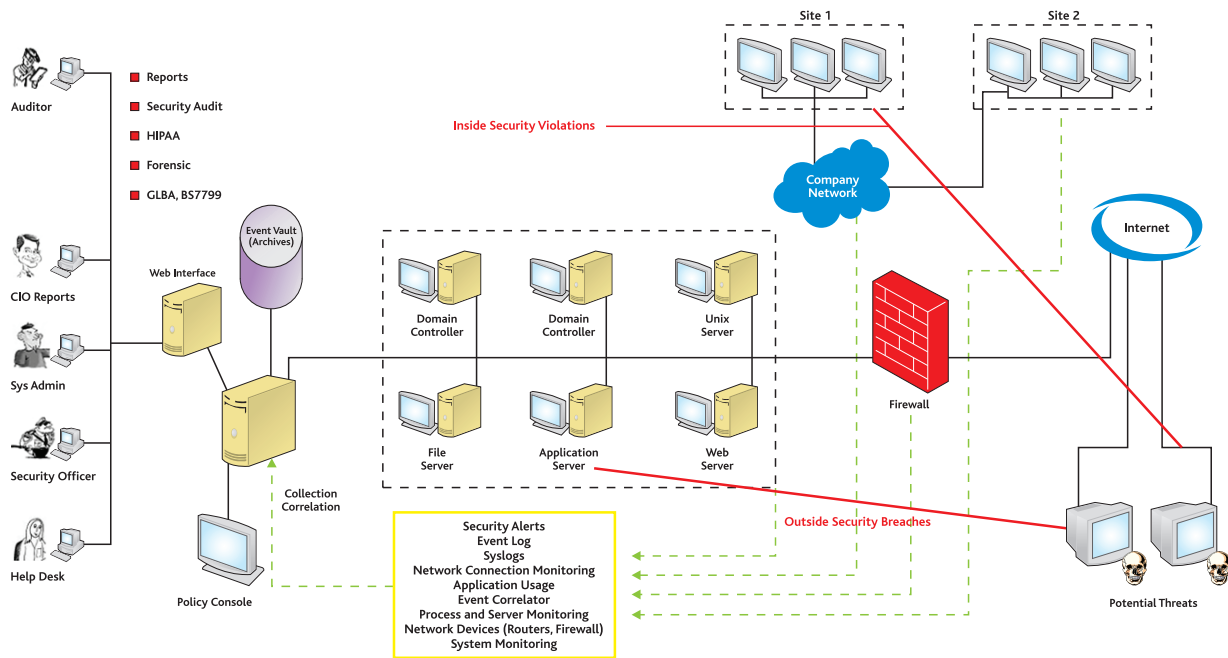 Site 1
Site 2
Auditor
Reports
Security Audit
HIPAA
Forensic
GLBA, BS7799
Inside Security Violations
Company
Network
Internet
Event Vault
(Archives)
Web Interface
CIO Reports
Domain
Controller
Domain
Controller
Unix
Server
Sys Admin
Firewall
File
Server
Application
Server
Web
Server
Security Officer
Collection
Correlation
Outside Security Breaches
Help Desk
Policy Console
Security Alerts
Event Log
Syslogs
Network Connection Monitoring
Application Usage
Event Correlator
Process and Server Monitoring
Network Devices (Routers, Firewall)
System Monitoring
Potential Threats